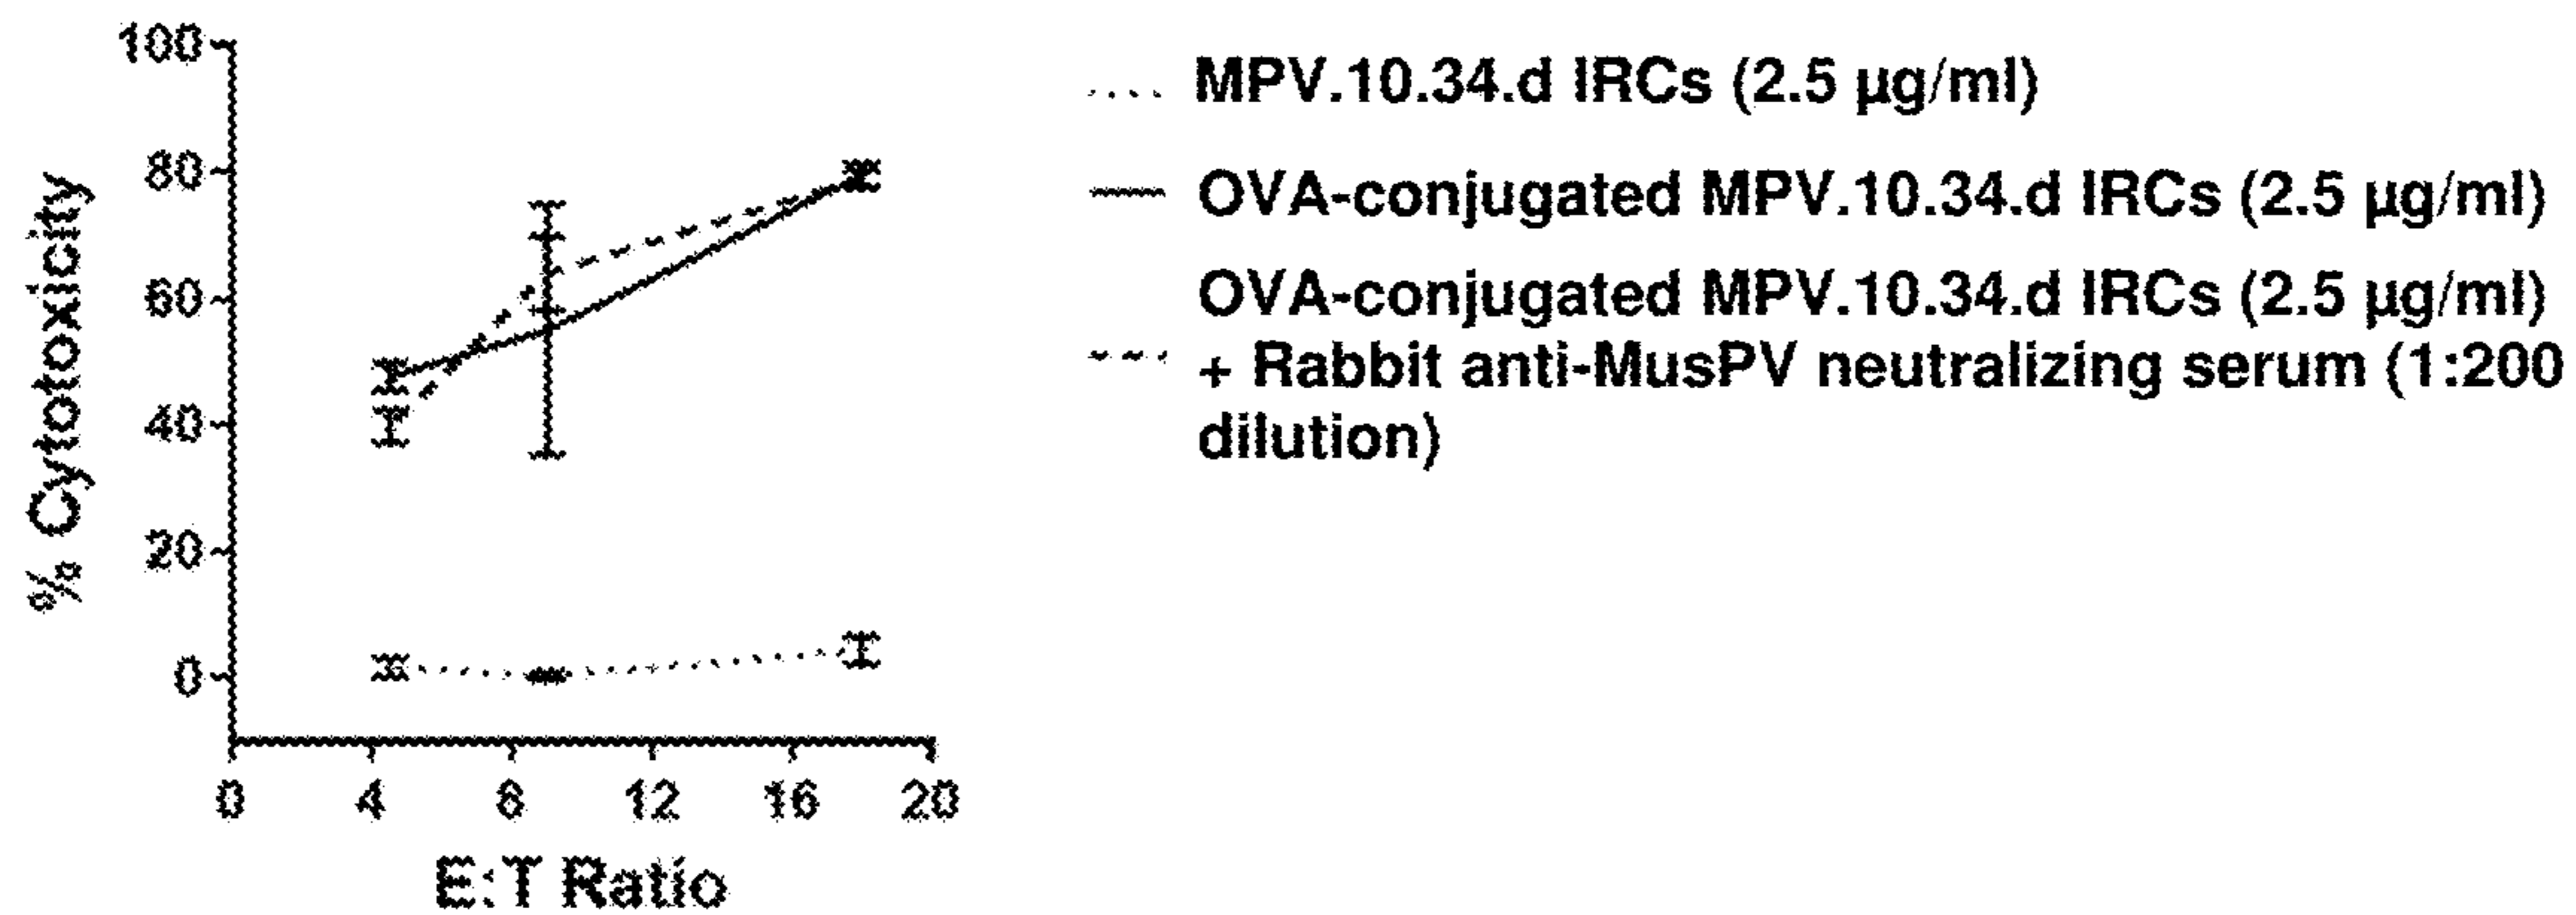 100
80
60
40
20
0
% Cytotoxicity
0 4 8 12 16 20
E:T Ratio
MPV.10.34.d IRCs (2.5 µg/ml)
OVA-conjugated MPV.10.34.d IRCs (2.5 µg/ml)
OVA-conjugated MPV.10.34.d IRCs (2.5 µg/ml)
+ Rabbit anti-MusPV neutralizing serum (1:200
dilution)